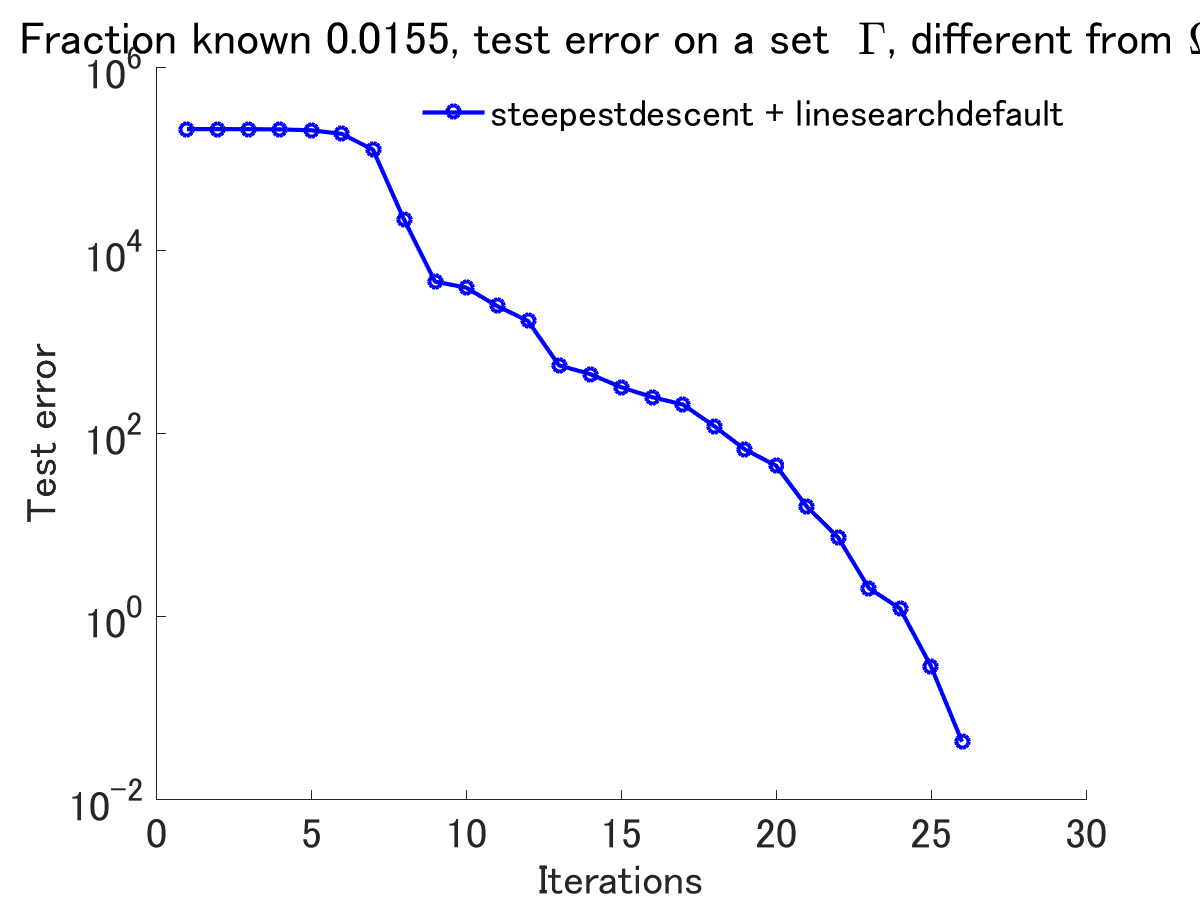 Fraction known 0.0155, test error on a set Γ, different from Ω
10^6
steepestdescent + linesearchdefault
10^4
10^2
10^0
10^-2
Test error
0 5 10 15 20 25 30
Iterations